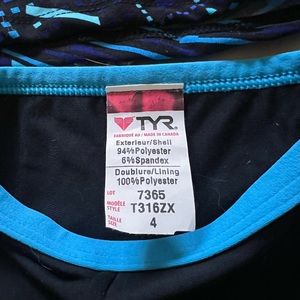 TYR
FABRIQUÉ AU / MADE IN CANADA
Exterieur/Shell
94%Polyester
6%Spandex
Doublure/Lining
100%Polyester
LOT 7365
MODÈLE STYLE T316ZX
TAILLE SIZE 4